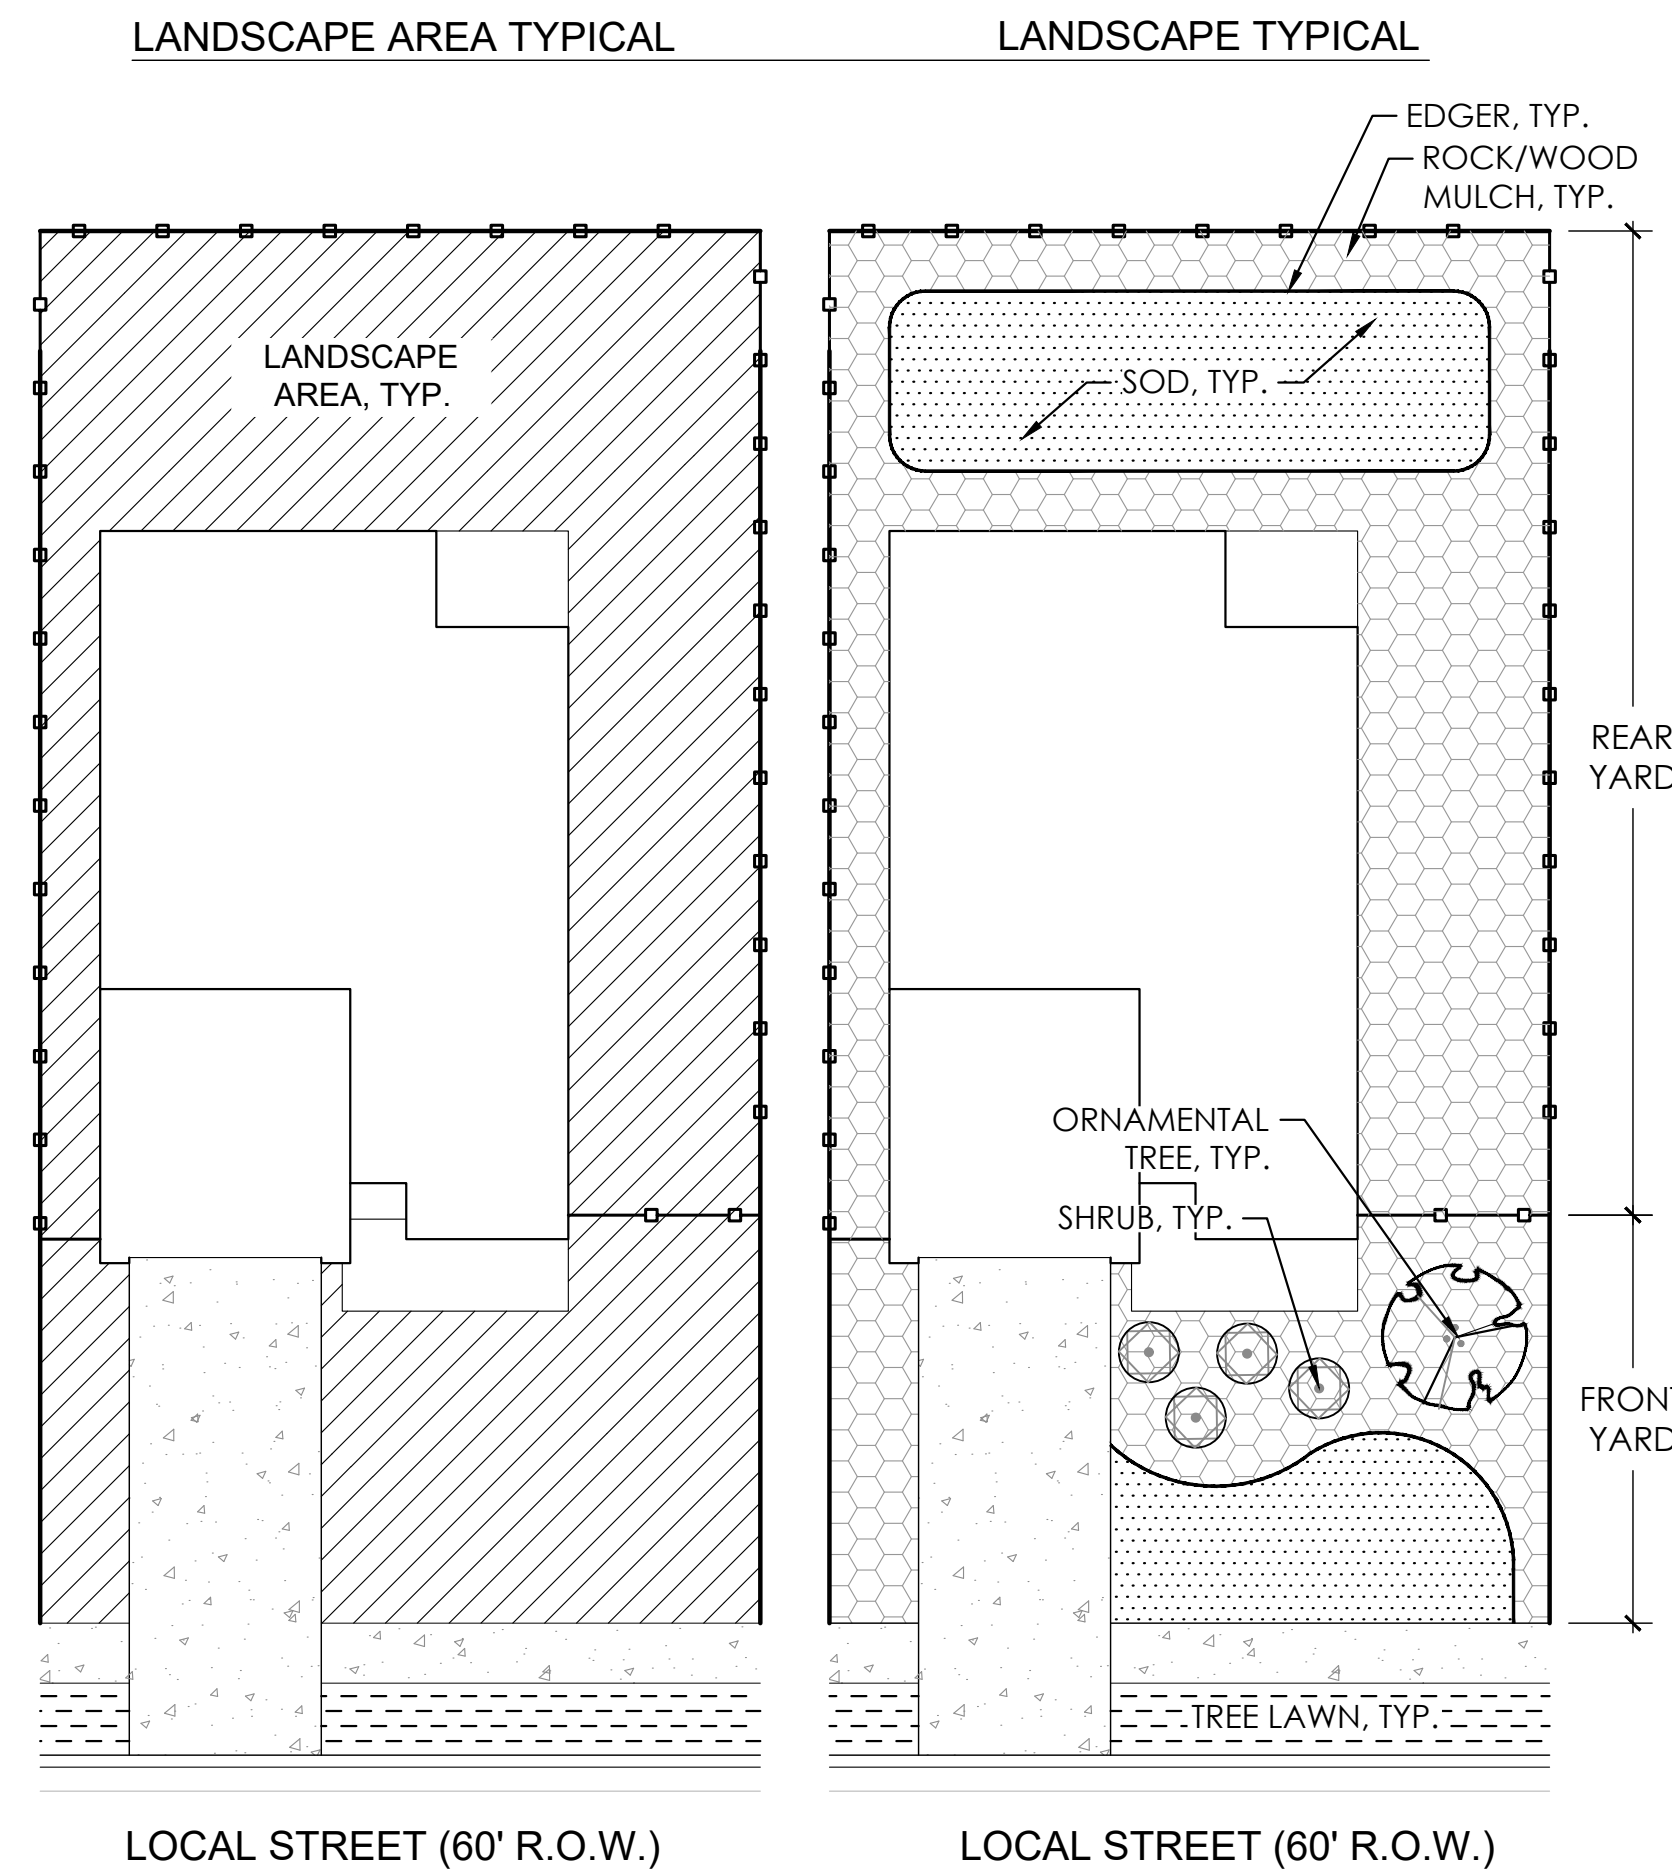 LANDSCAPE AREA TYPICAL
LANDSCAPE TYPICAL
EDGER, TYP.
ROCK/WOOD
MULCH, TYP.
LANDSCAPE
AREA, TYP.
SOD, TYP.
REAR
YARD
ORNAMENTAL
TREE, TYP.
SHRUB, TYP.
FRONT
YARD
TREE LAWN, TYP.
LOCAL STREET (60' R.O.W.)
LOCAL STREET (60' R.O.W.)